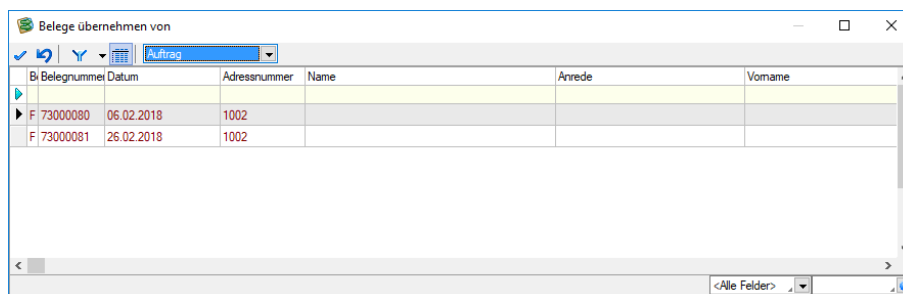 Belege übernehmen von
Auftrag
Be Belegnummer Datum Adressnummer Name Anrede Vorname
F 73000080 06.02.2018 1002
F 73000081 26.02.2018 1002
<Alle Felder>